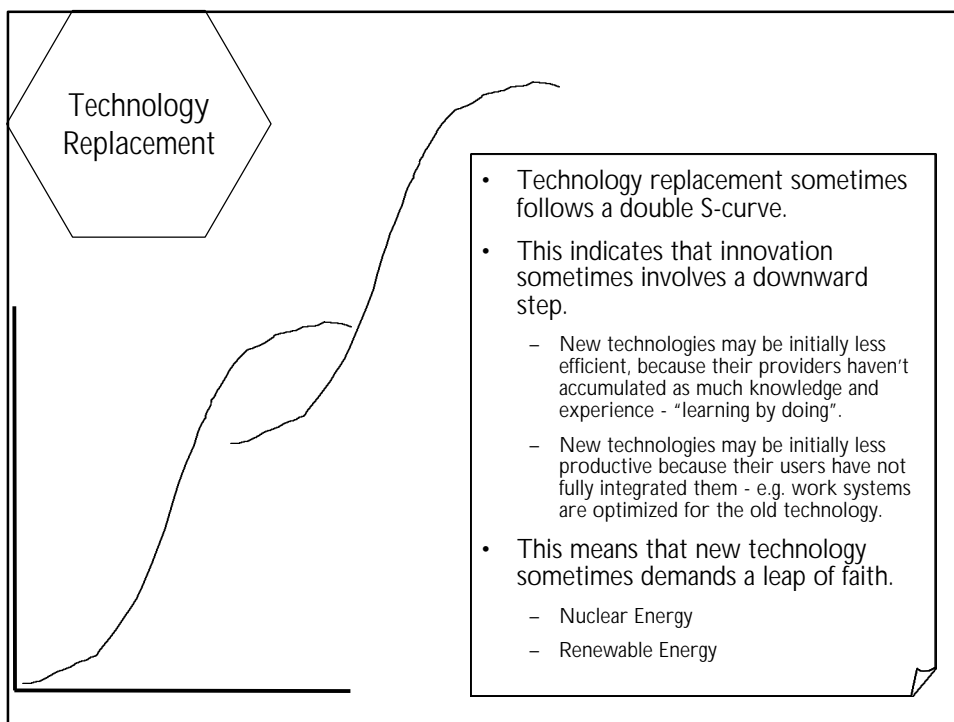 Technology
Replacement
• Technology replacement sometimes
follows a double S-curve.
• This indicates that innovation
sometimes involves a downward
step.
– New technologies may be initially less
efficient, because their providers haven't
accumulated as much knowledge and
experience - "learning by doing".
– New technologies may be initially less
productive because their users have not
fully integrated them - e.g. work systems
are optimized for the old technology.
• This means that new technology
sometimes demands a leap of faith.
– Nuclear Energy
– Renewable Energy